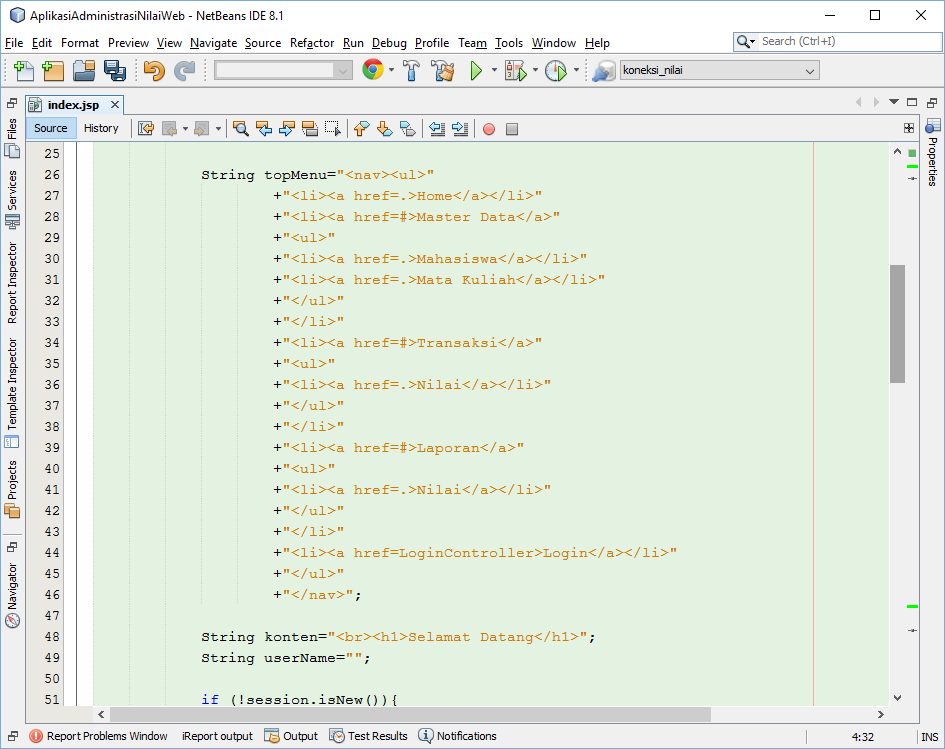 AplikasiAdministrasiNilaiWeb - NetBeans IDE 8.1
File Edit Format Preview View Navigate Source Refactor Run Debug Profile Team Tools Window Help
Search (Ctrl+I)
koneksi_nilai
index.jsp
Source History
Files
Services
Report Inspector
Template Inspector
Projects
Navigator
Properties
25
26 String topMenu="<nav><ul>"
27 +"<li><a href=.>Home</a></li>"
28 +"<li><a href=#>Master Data</a>"
29 +"<ul>"
30 +"<li><a href=.>Mahasiswa</a></li>"
31 +"<li><a href=.>Mata Kuliah</a></li>"
32 +"</ul>"
33 +"</li>"
34 +"<li><a href=#>Transaksi</a>"
35 +"<ul>"
36 +"<li><a href=.>Nilai</a></li>"
37 +"</ul>"
38 +"</li>"
39 +"<li><a href=#>Laporan</a>"
40 +"<ul>"
41 +"<li><a href=.>Nilai</a></li>"
42 +"</ul>"
43 +"</li>"
44 +"<li><a href=LoginController>Login</a></li>"
45 +"</ul>"
46 +"</nav>";
47
48 String konten="<br><h1>Selamat Datang</h1>";
49 String userName="";
50
51 if (!session.isNew()){
Report Problems Window iReport output Output Test Results Notifications 4:32 INS